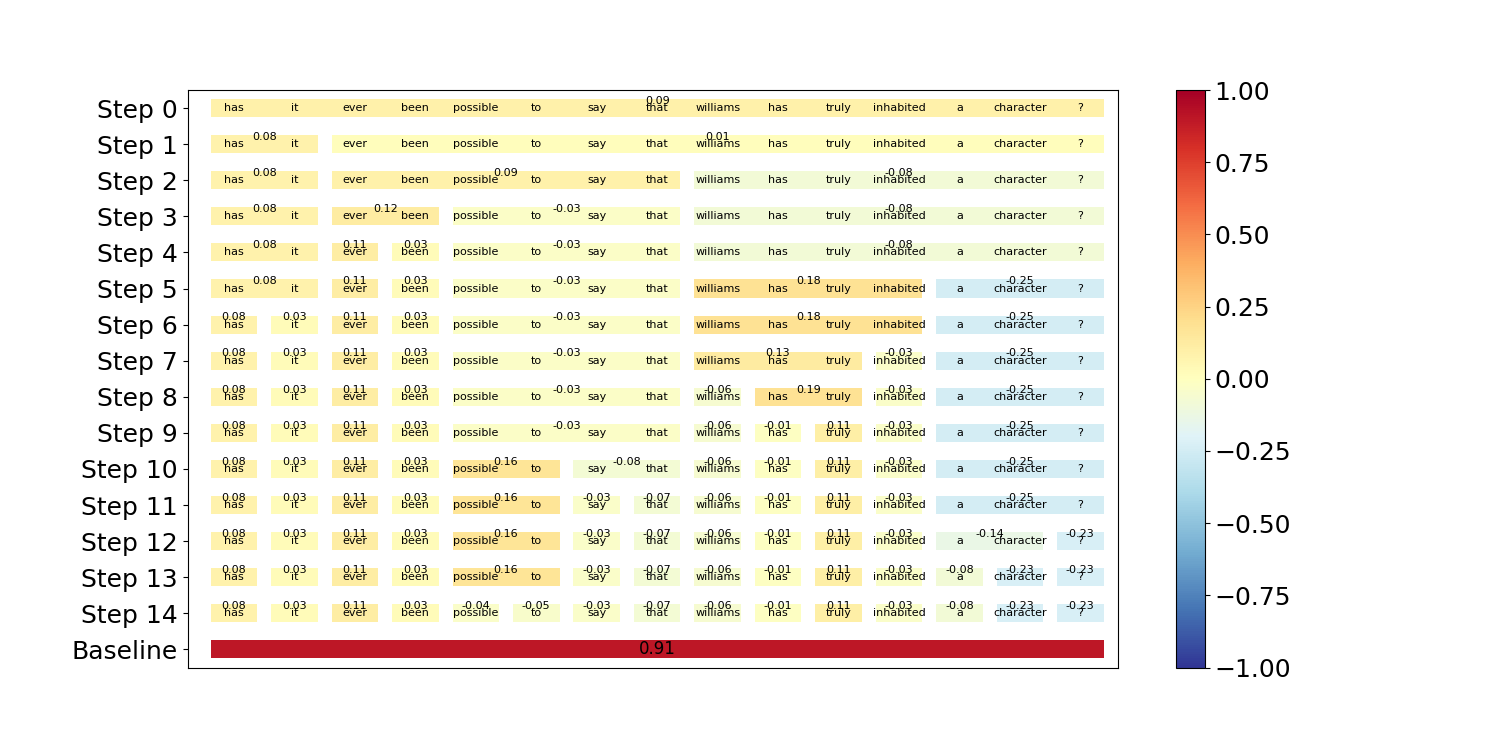 Step 0 has it ever been possible to say that williams has truly inhabited a character ?
0.09
Step 1 has it ever been possible to say that williams has truly inhabited a character ?
0.08 0.01
Step 2 has it ever been possible to say that williams has truly inhabited a character ?
0.08 0.09 -0.08
Step 3 has it ever been possible to say that williams has truly inhabited a character ?
0.08 0.12 -0.03 -0.08
Step 4 has it ever been possible to say that williams has truly inhabited a character ?
0.08 0.11 0.03 -0.03 -0.08
Step 5 has it ever been possible to say that williams has truly inhabited a character ?
0.08 0.11 0.03 -0.03 0.18 -0.25
Step 6 has it ever been possible to say that williams has truly inhabited a character ?
0.08 0.03 0.11 0.03 -0.03 0.18 -0.25
Step 7 has it ever been possible to say that williams has truly inhabited a character ?
0.08 0.03 0.11 0.03 -0.03 0.13 -0.03 -0.25
Step 8 has it ever been possible to say that williams has truly inhabited a character ?
0.08 0.03 0.11 0.03 -0.03 -0.06 0.19 -0.03 -0.25
Step 9 has it ever been possible to say that williams has truly inhabited a character ?
0.08 0.03 0.11 0.03 -0.03 -0.06 -0.01 0.11 -0.03 -0.25
Step 10 has it ever been possible to say that williams has truly inhabited a character ?
0.08 0.03 0.11 0.03 0.16 -0.08 -0.06 -0.01 0.11 -0.03 -0.25
Step 11 has it ever been possible to say that williams has truly inhabited a character ?
0.08 0.03 0.11 0.03 0.16 -0.03 -0.07 -0.06 -0.01 0.11 -0.03 -0.25
Step 12 has it ever been possible to say that williams has truly inhabited a character ?
0.08 0.03 0.11 0.03 0.16 -0.03 -0.07 -0.06 -0.01 0.11 -0.03 -0.14 -0.23
Step 13 has it ever been possible to say that williams has truly inhabited a character ?
0.08 0.03 0.11 0.03 0.16 -0.03 -0.07 -0.06 -0.01 0.11 -0.03 -0.08 -0.23 -0.23
Step 14 has it ever been possible to say that williams has truly inhabited a character ?
0.08 0.03 0.11 0.03 -0.04 -0.05 -0.03 -0.07 -0.06 -0.01 0.11 -0.03 -0.08 -0.23 -0.23
Baseline 0.91
1.00
0.75
0.50
0.25
0.00
−0.25
−0.50
−0.75
−1.00